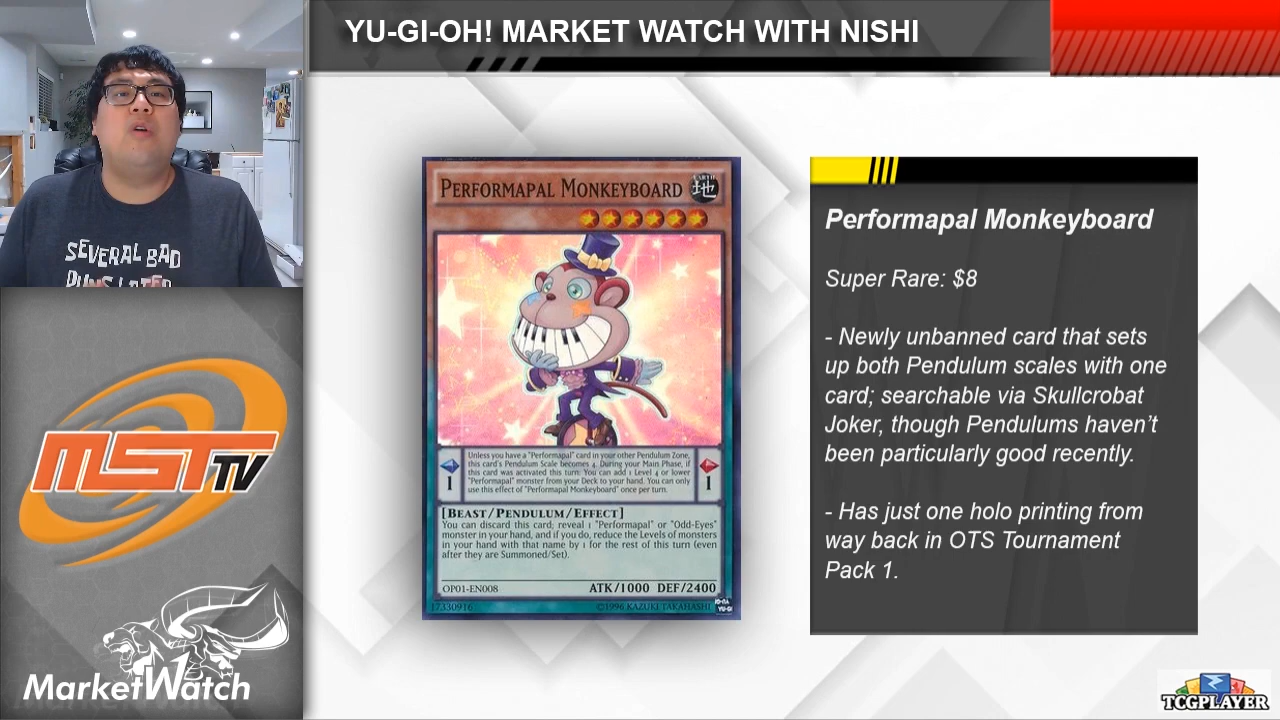 YU-GI-OH! MARKET WATCH WITH NISHI
SEVERAL BAD
PUNS LATER
MST TV
MarketWatch
PERFORMAPAL MONKEYBOARD
EARTH
地
Unless you have a "Performapal" card in your other Pendulum Zone,
this card's Pendulum Scale becomes 4. During your Main Phase, if
this card was activated this turn: You can add 1 Level 4 or lower
"Performapal" monster from your Deck to your hand. You can only
use this effect of "Performapal Monkeyboard" once per turn.
1
1
[BEAST/PENDULUM/EFFECT]
You can discard this card; reveal 1 "Performapal" or "Odd-Eyes"
monster in your hand, and if you do, reduce the Levels of monsters
in your hand with that name by 1 for the rest of this turn (even
after they are Summoned/Set).
OP01-EN008
ATK/1000 DEF/2400
17330916
©1996 KAZUKI TAKAHASHI
Performapal Monkeyboard
Super Rare: $8
- Newly unbanned card that sets
up both Pendulum scales with one
card; searchable via Skullcrobat
Joker, though Pendulums haven't
been particularly good recently.
- Has just one holo printing from
way back in OTS Tournament
Pack 1.
TCGPLAYER